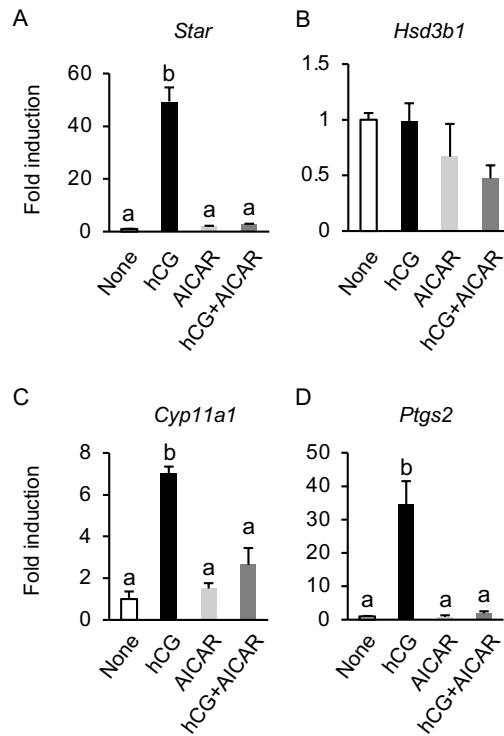 A
Star
Fold induction
60
40
20
0
a
b
a
a
None
hCG
AICAR
hCG+AICAR
B
Hsd3b1
1.5
1
0.5
0
None
hCG
AICAR
hCG+AICAR
C
Cyp11a1
Fold induction
8
6
4
2
0
a
b
a
a
None
hCG
AICAR
hCG+AICAR
D
Ptgs2
50
40
30
20
10
0
a
b
a
a
None
hCG
AICAR
hCG+AICAR